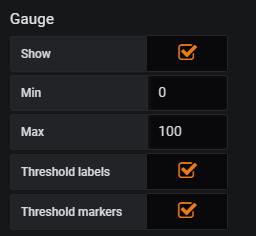 Gauge
Show
Min 0
Max 100
Threshold labels
Threshold markers